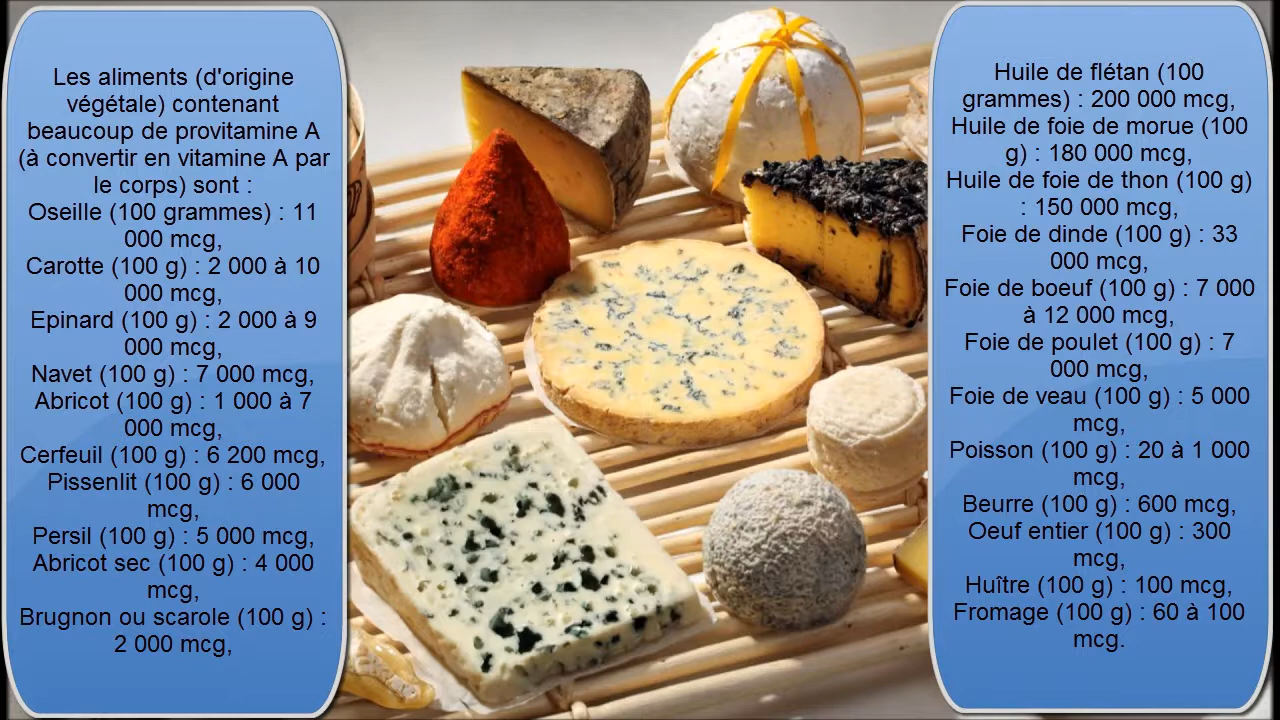 Les aliments (d'origine
végétale) contenant
beaucoup de provitamine A
(à convertir en vitamine A par
le corps) sont :
Oseille (100 grammes) : 11
000 mcg,
Carotte (100 g) : 2 000 à 10
000 mcg,
Epinard (100 g) : 2 000 à 9
000 mcg,
Navet (100 g) : 7 000 mcg,
Abricot (100 g) : 1 000 à 7
000 mcg,
Cerfeuil (100 g) : 6 200 mcg,
Pissenlit (100 g) : 6 000
mcg,
Persil (100 g) : 5 000 mcg,
Abricot sec (100 g) : 4 000
mcg,
Brugnon ou scarole (100 g) :
2 000 mcg,
Huile de flétan (100
grammes) : 200 000 mcg,
Huile de foie de morue (100
g) : 180 000 mcg,
Huile de foie de thon (100 g)
: 150 000 mcg,
Foie de dinde (100 g) : 33
000 mcg,
Foie de boeuf (100 g) : 7 000
à 12 000 mcg,
Foie de poulet (100 g) : 7
000 mcg,
Foie de veau (100 g) : 5 000
mcg,
Poisson (100 g) : 20 à 1 000
mcg,
Beurre (100 g) : 600 mcg,
Oeuf entier (100 g) : 300
mcg,
Huître (100 g) : 100 mcg,
Fromage (100 g) : 60 à 100
mcg.